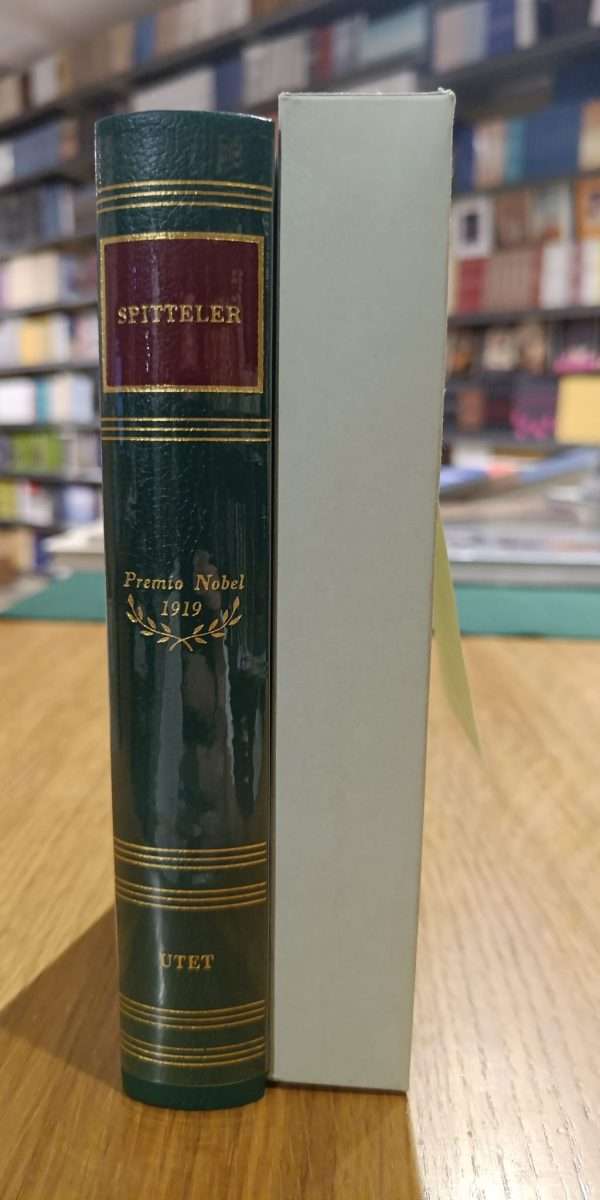 SPITTELER
Premio Nobel
1919
UTET